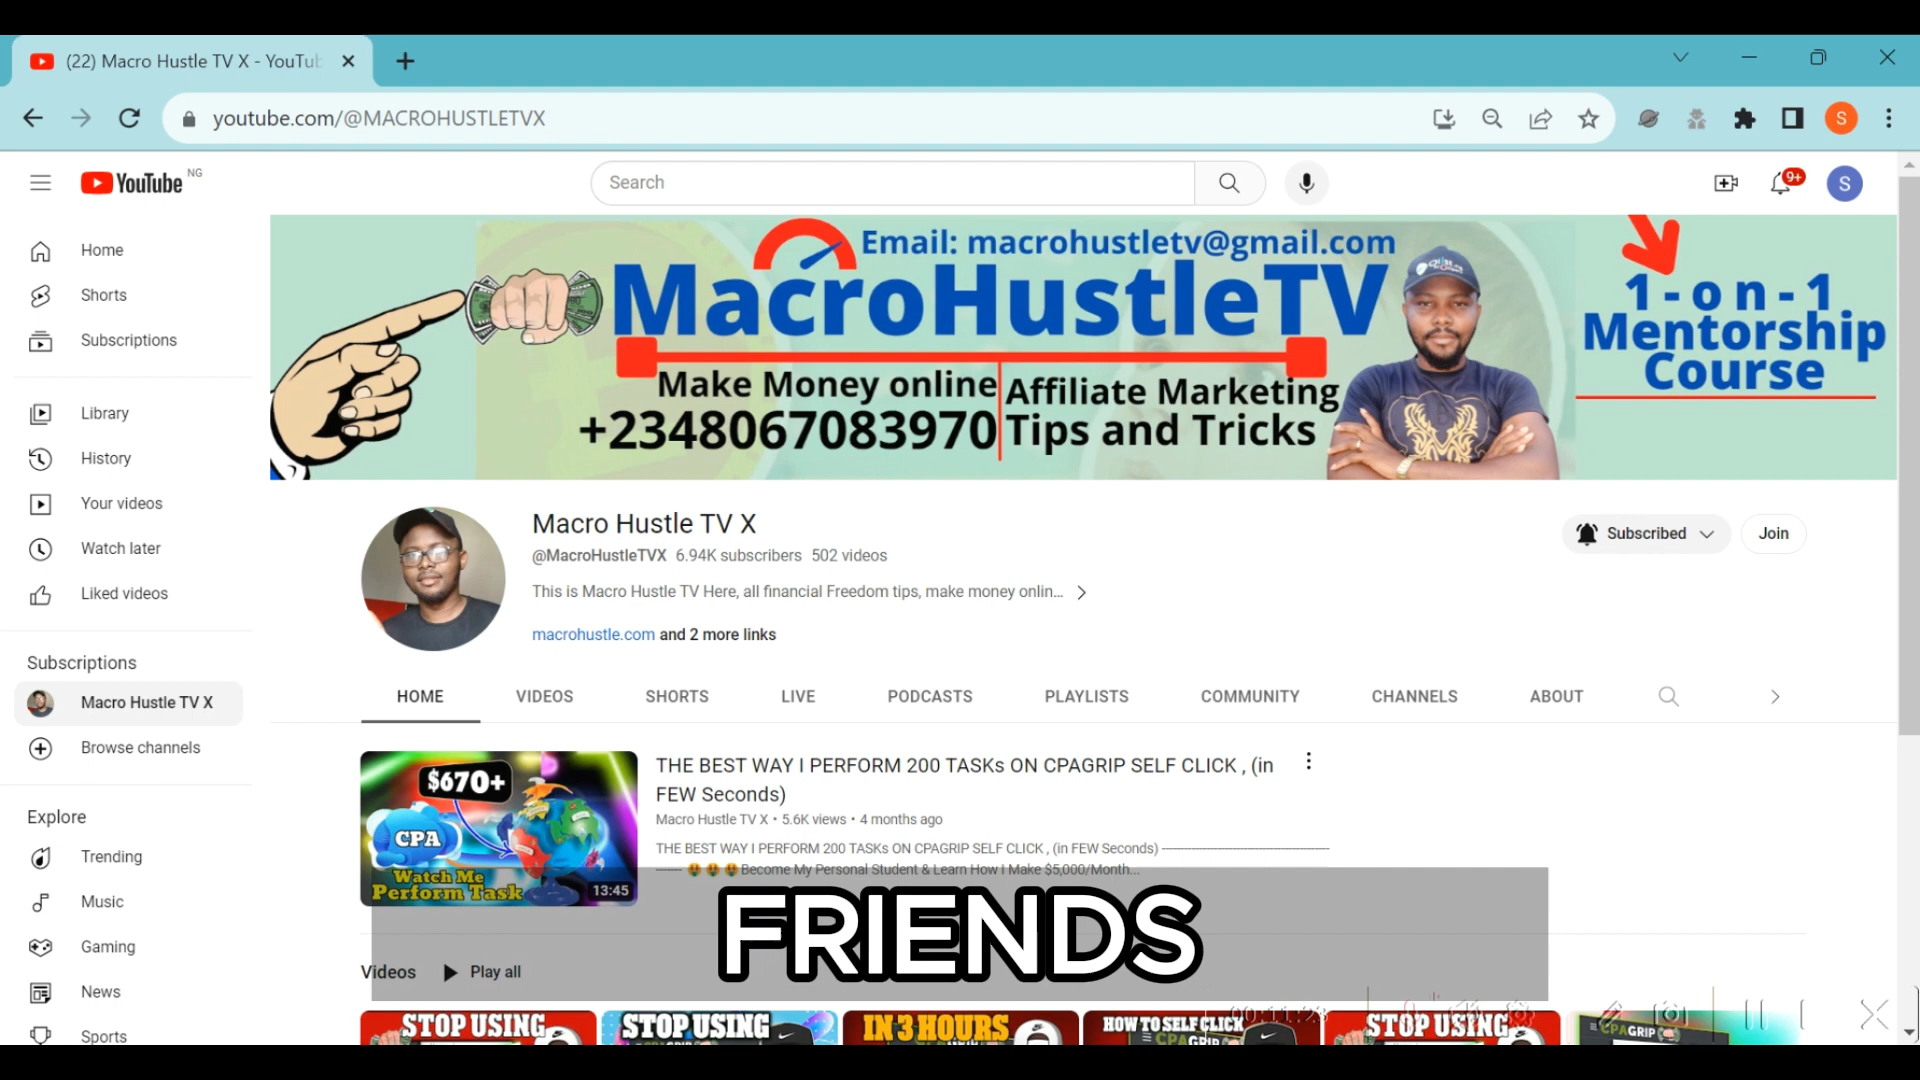 (22) Macro Hustle TV X - YouTub
youtube.com/@MACROHUSTLETVX
S
YouTube NG
Search
9+
S
Home
Shorts
Subscriptions
Library
History
Your videos
Watch later
Liked videos
Subscriptions
Macro Hustle TV X
Browse channels
Explore
Trending
Music
Gaming
News
Sports
Email: macrohustletv@gmail.com
MacroHustleTV
Make Money online
+2348067083970
Affiliate Marketing
Tips and Tricks
1-on-1
Mentorship
Course
Macro Hustle TV X
@MacroHustleTVX 6.94K subscribers 502 videos
This is Macro Hustle TV Here, all financial Freedom tips, make money onlin...
macrohustle.com and 2 more links
Subscribed
Join
HOME VIDEOS SHORTS LIVE PODCASTS PLAYLISTS COMMUNITY CHANNELS ABOUT
$670+
CPA
Watch Me
Perform Task
13:45
THE BEST WAY I PERFORM 200 TASKs ON CPAGRIP SELF CLICK , (in
FEW Seconds)
Macro Hustle TV X • 5.6K views • 4 months ago
THE BEST WAY I PERFORM 200 TASKs ON CPAGRIP SELF CLICK , (in FEW Seconds)
Become My Personal Student & Learn How I Make $5,000/Month...
FRIENDS
Videos Play all
STOP USING
STOP USING
IN 3 HOURS
HOW TO SELF CLICK
CPAGRIP
STOP USING
CPAGRIP